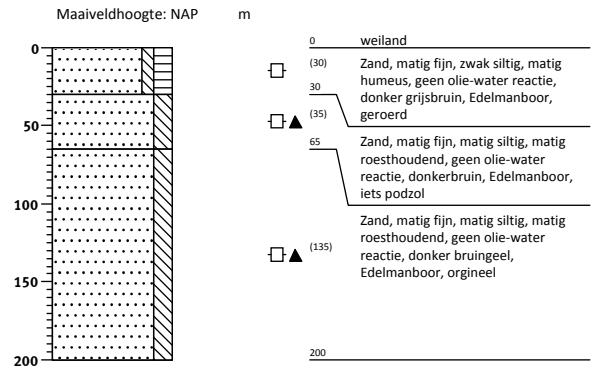 Maaiveldhoogte: NAP m
0
50
100
150
200
0 weiland
(30) Zand, matig fijn, zwak siltig, matig
humeus, geen olie-water reactie,
30 donker grijsbruin, Edelmanboor,
(35) geroerd
65 Zand, matig fijn, matig siltig, matig
roesthoudend, geen olie-water
reactie, donkerbruin, Edelmanboor,
iets podzol
Zand, matig fijn, matig siltig, matig
roesthoudend, geen olie-water
(135) reactie, donker bruingeel,
Edelmanboor, orgineel
200